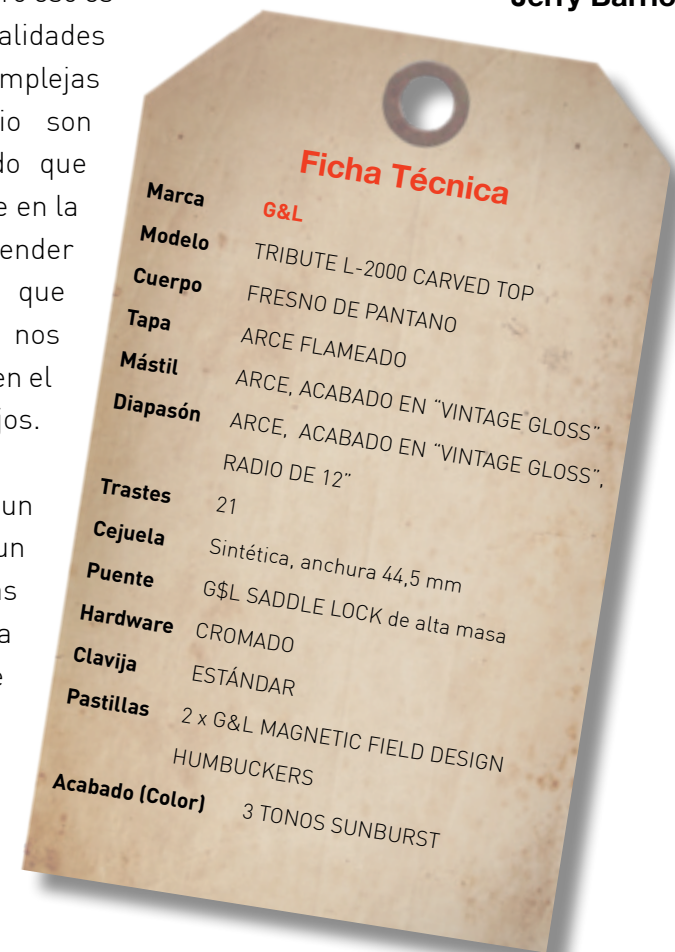 alidades
mplejas
io son
do que
e en la
ender
que
nos
en el
jos.
un
un
a
e
Ficha Técnica
Marca G&L
Modelo TRIBUTE L-2000 CARVED TOP
Cuerpo FRESNO DE PANTANO
Tapa ARCE FLAMEADO
Mástil ARCE, ACABADO EN “VINTAGE GLOSS”
Diapasón ARCE, ACABADO EN “VINTAGE GLOSS”,
RADIO DE 12”
Trastes 21
Cejuela Sintética, anchura 44,5 mm
Puente G$L SADDLE LOCK de alta masa
Hardware CROMADO
Clavija ESTÁNDAR
Pastillas 2 x G&L MAGNETIC FIELD DESIGN
HUMBUCKERS
Acabado (Color) 3 TONOS SUNBURST